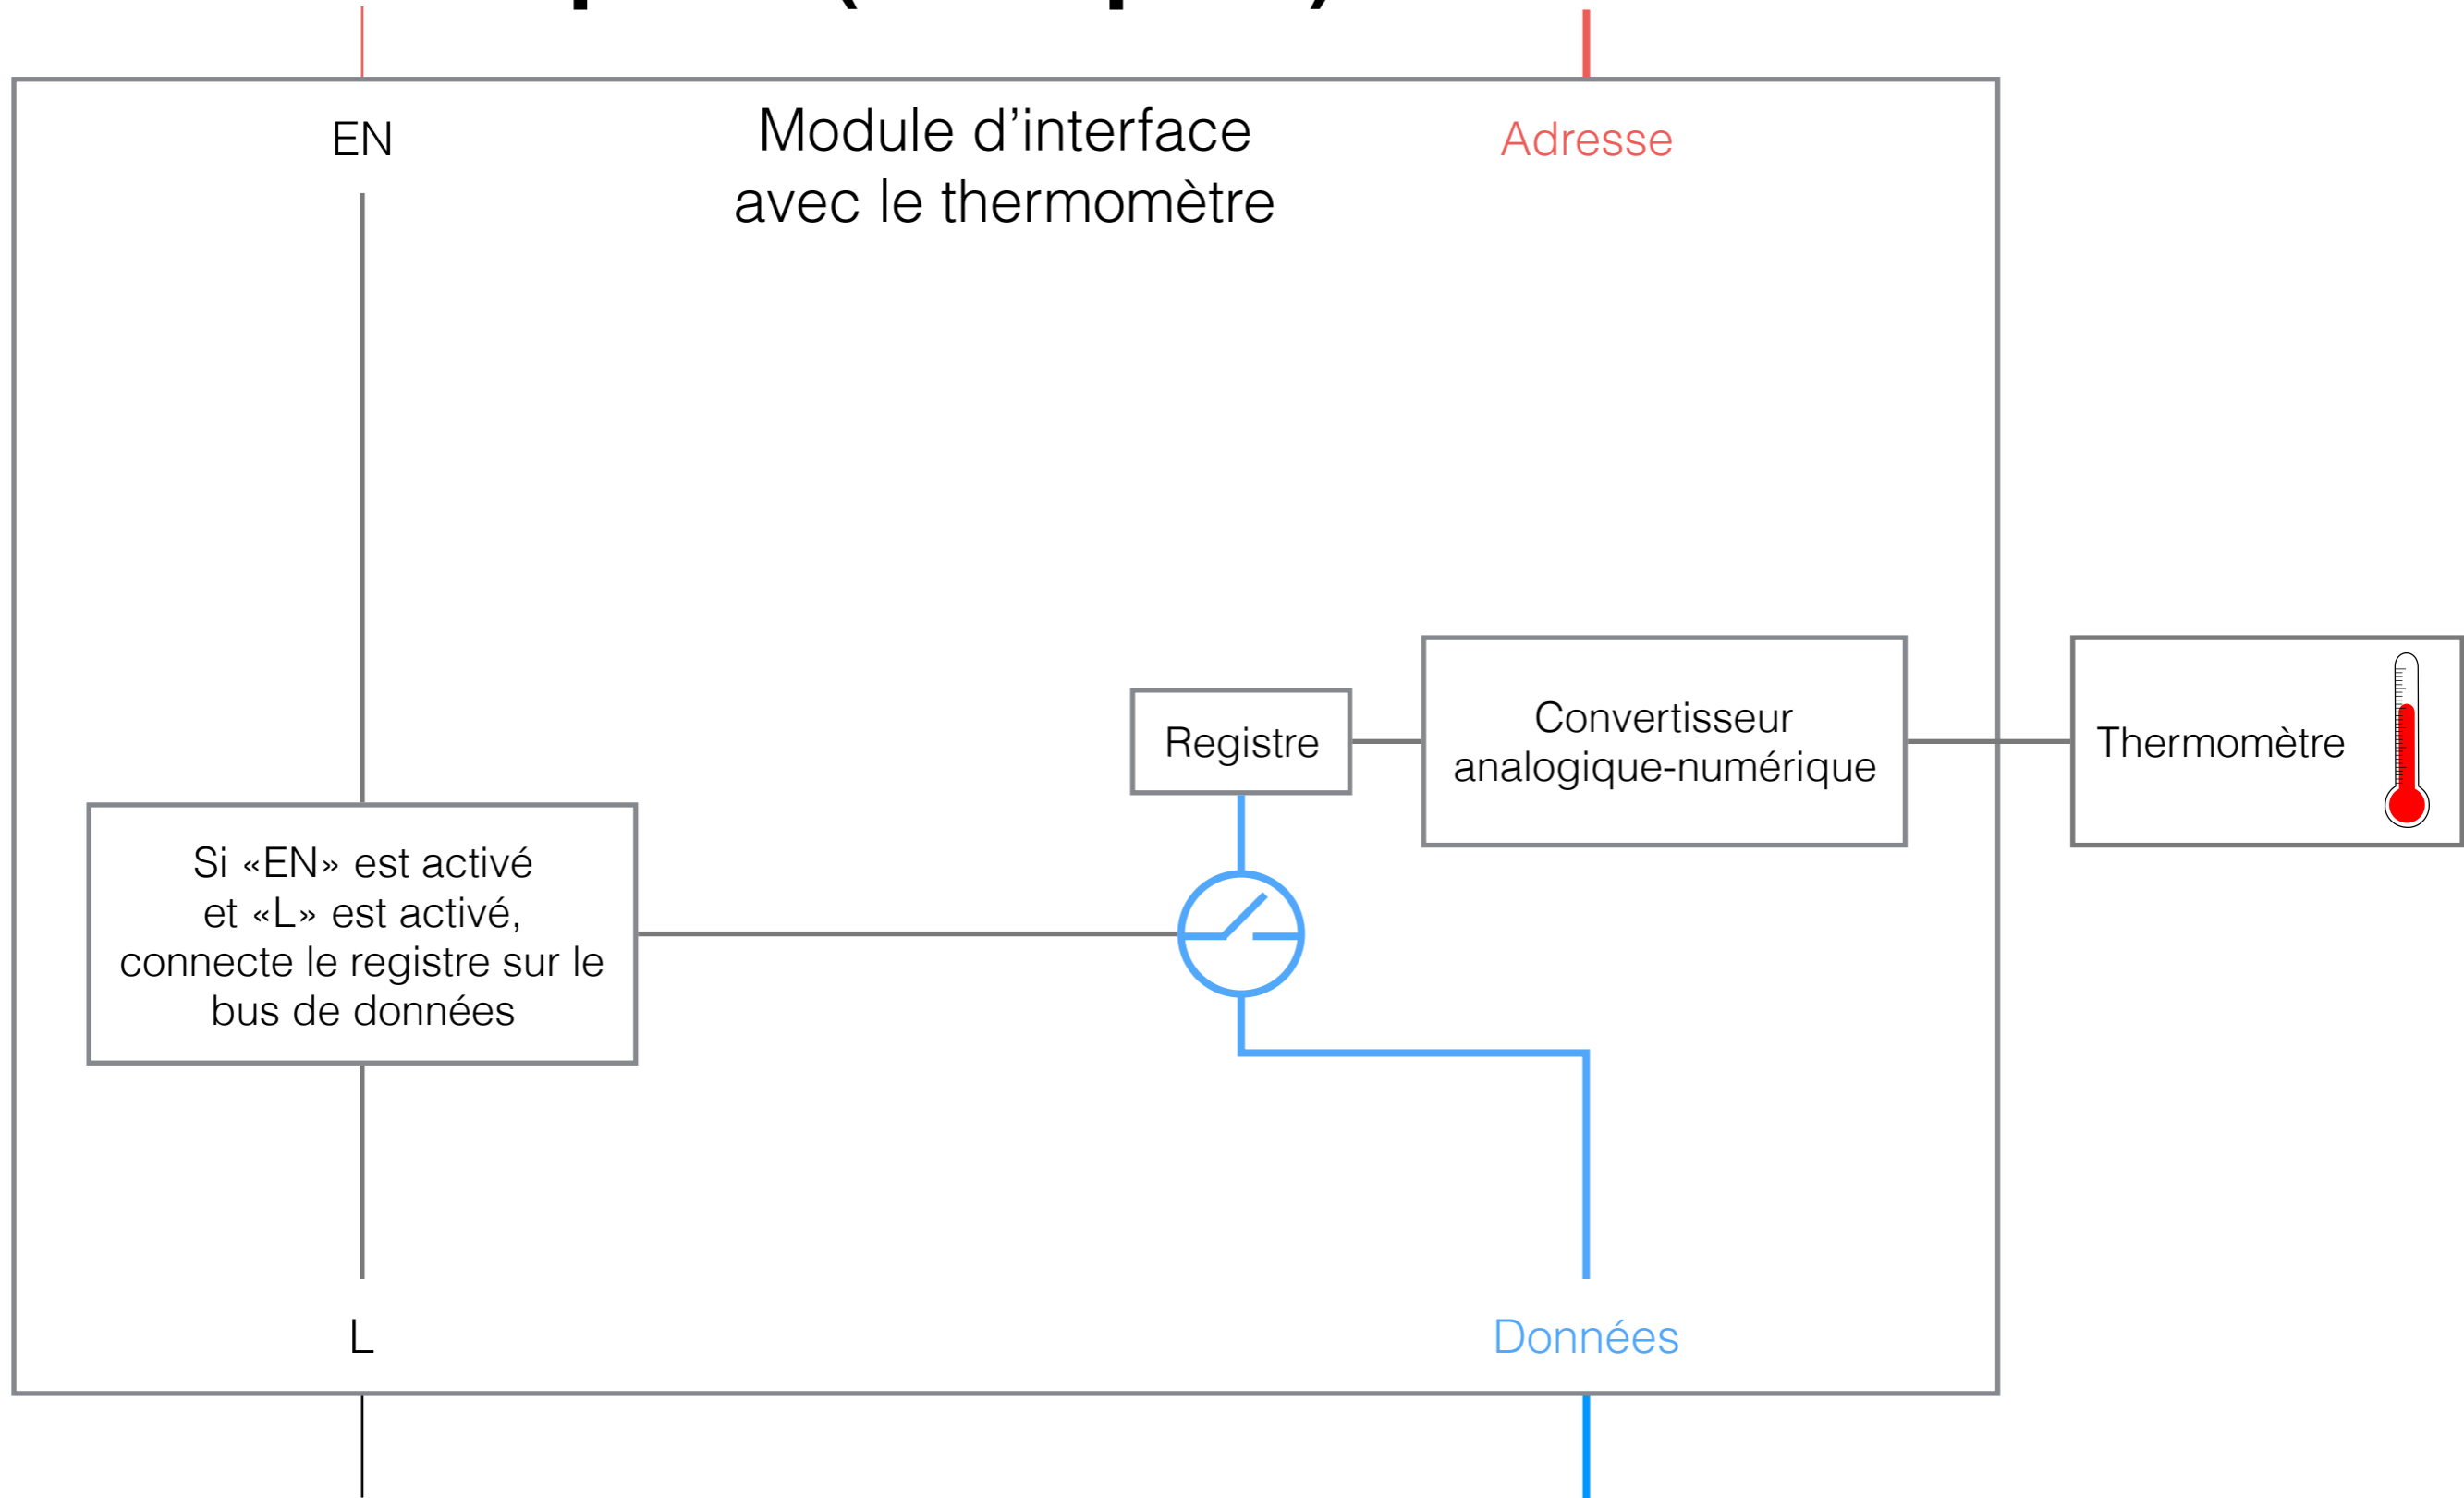 EN
Module d’interface
avec le thermomètre
Adresse
Registre
Convertisseur
analogique-numérique
Thermomètre
Si «EN» est activé
et «L» est activé,
connecte le registre sur le
bus de données
L
Données